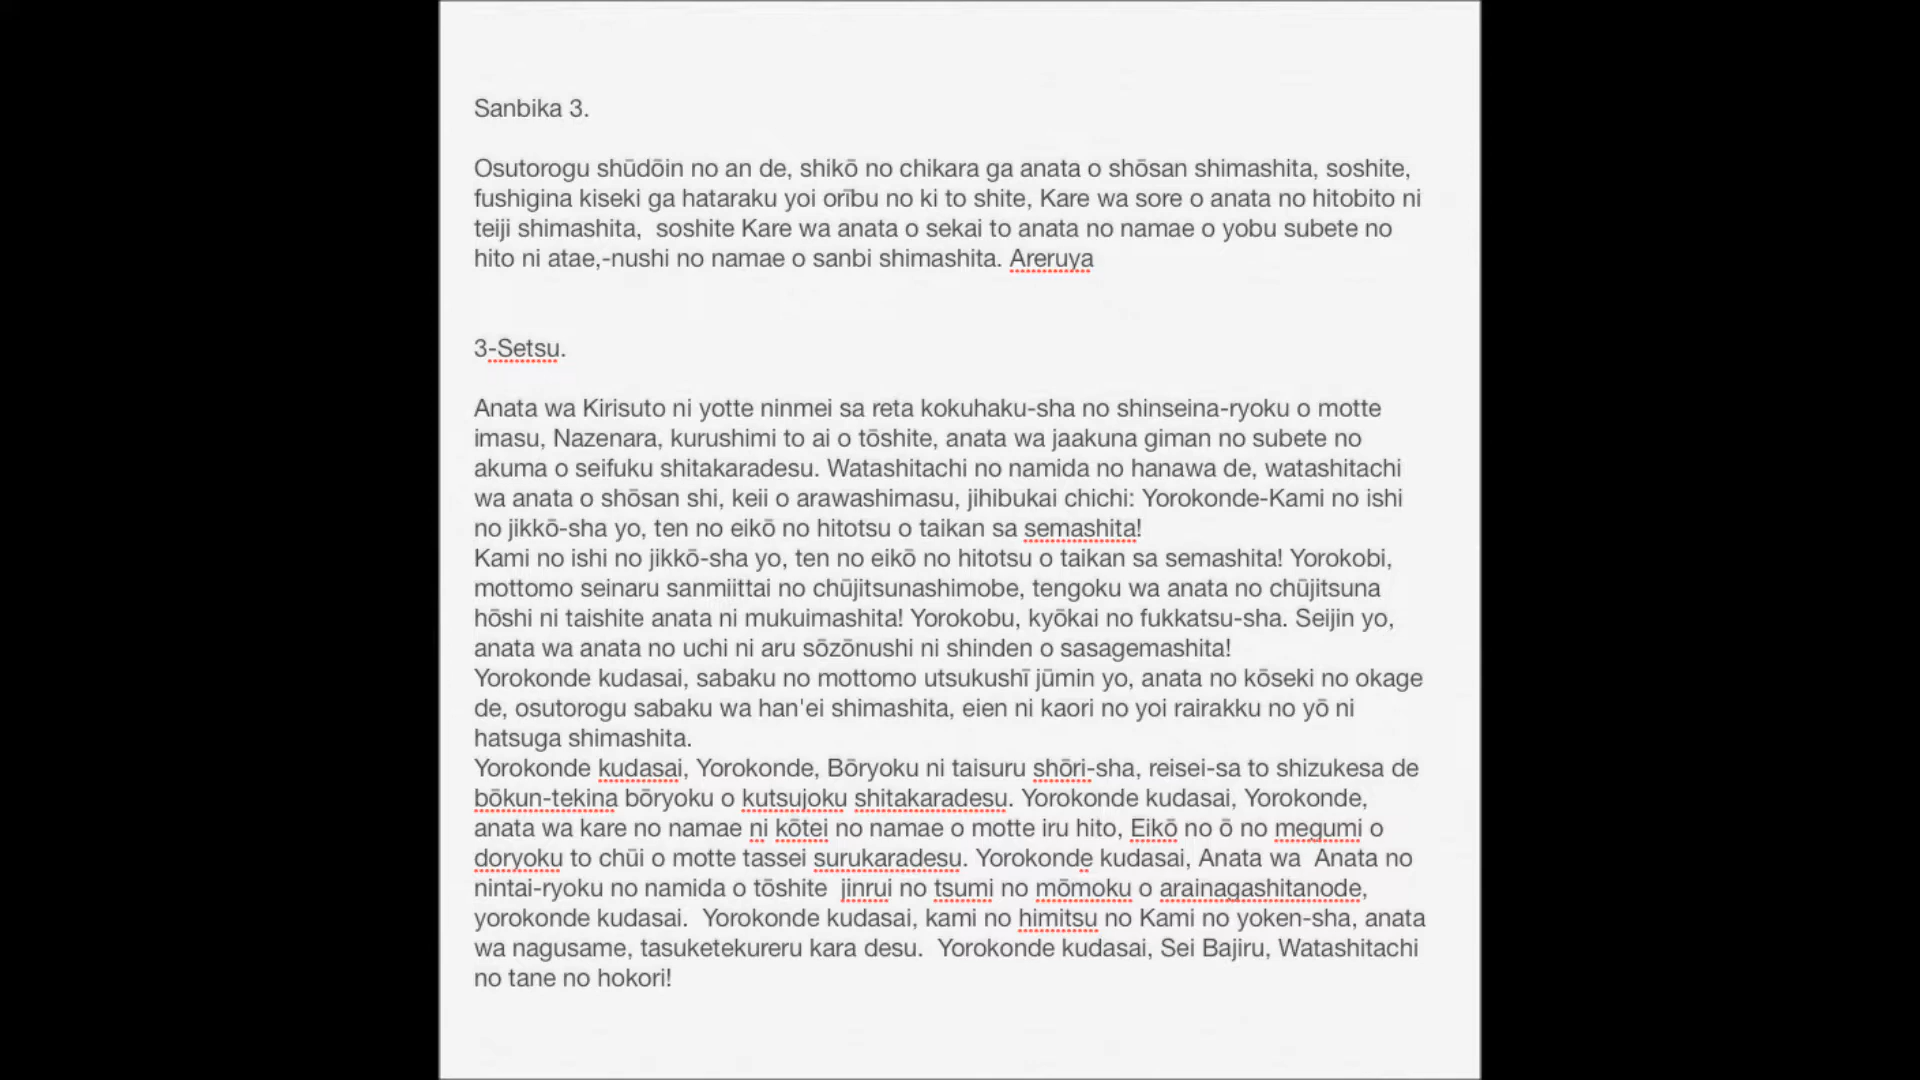 Sanbika 3.
Osutorogu shūdōin no an de, shikō no chikara ga anata o shōsan shimashita, soshite,
fushigina kiseki ga hataraku yoi orību no ki to shite, Kare wa sore o anata no hitobito ni
teiji shimashita,  soshite Kare wa anata o sekai to anata no namae o yobu subete no
hito ni atae,-nushi no namae o sanbi shimashita. Areruya
3-Setsu.
Anata wa Kirisuto ni yotte ninmei sa reta kokuhaku-sha no shinseina-ryoku o motte
imasu, Nazenara, kurushimi to ai o tōshite, anata wa jaakuna giman no subete no
akuma o seifuku shitakaradesu. Watashitachi no namida no hanawa de, watashitachi
wa anata o shōsan shi, keii o arawashimasu, jihibukai chichi: Yorokonde-Kami no ishi
no jikkō-sha yo, ten no eikō no hitotsu o taikan sa semashita!
Kami no ishi no jikkō-sha yo, ten no eikō no hitotsu o taikan sa semashita! Yorokobi,
mottomo seinaru sanmiittai no chūjitsunashimobe, tengoku wa anata no chūjitsuna
hōshi ni taishite anata ni mukuimashita! Yorokobu, kyōkai no fukkatsu-sha. Seijin yo,
anata wa anata no uchi ni aru sōzōnushi ni shinden o sasagemashita!
Yorokonde kudasai, sabaku no mottomo utsukushī jūmin yo, anata no kōseki no okage
de, osutorogu sabaku wa han'ei shimashita, eien ni kaori no yoi rairakku no yō ni
hatsuga shimashita.
Yorokonde kudasai, Yorokonde, Bōryoku ni taisuru shōri-sha, reisei-sa to shizukesa de
bōkun-tekina bōryoku o kutsujoku shitakaradesu. Yorokonde kudasai, Yorokonde,
anata wa kare no namae ni kōtei no namae o motte iru hito, Eikō no ō no megumi o
doryoku to chūi o motte tassei surukaradesu. Yorokonde kudasai, Anata wa  Anata no
nintai-ryoku no namida o tōshite  jinrui no tsumi no mōmoku o arainagashitanode,
yorokonde kudasai.  Yorokonde kudasai, kami no himitsu no Kami no yoken-sha, anata
wa nagusame, tasuketekureru kara desu.  Yorokonde kudasai, Sei Bajiru, Watashitachi
no tane no hokori!